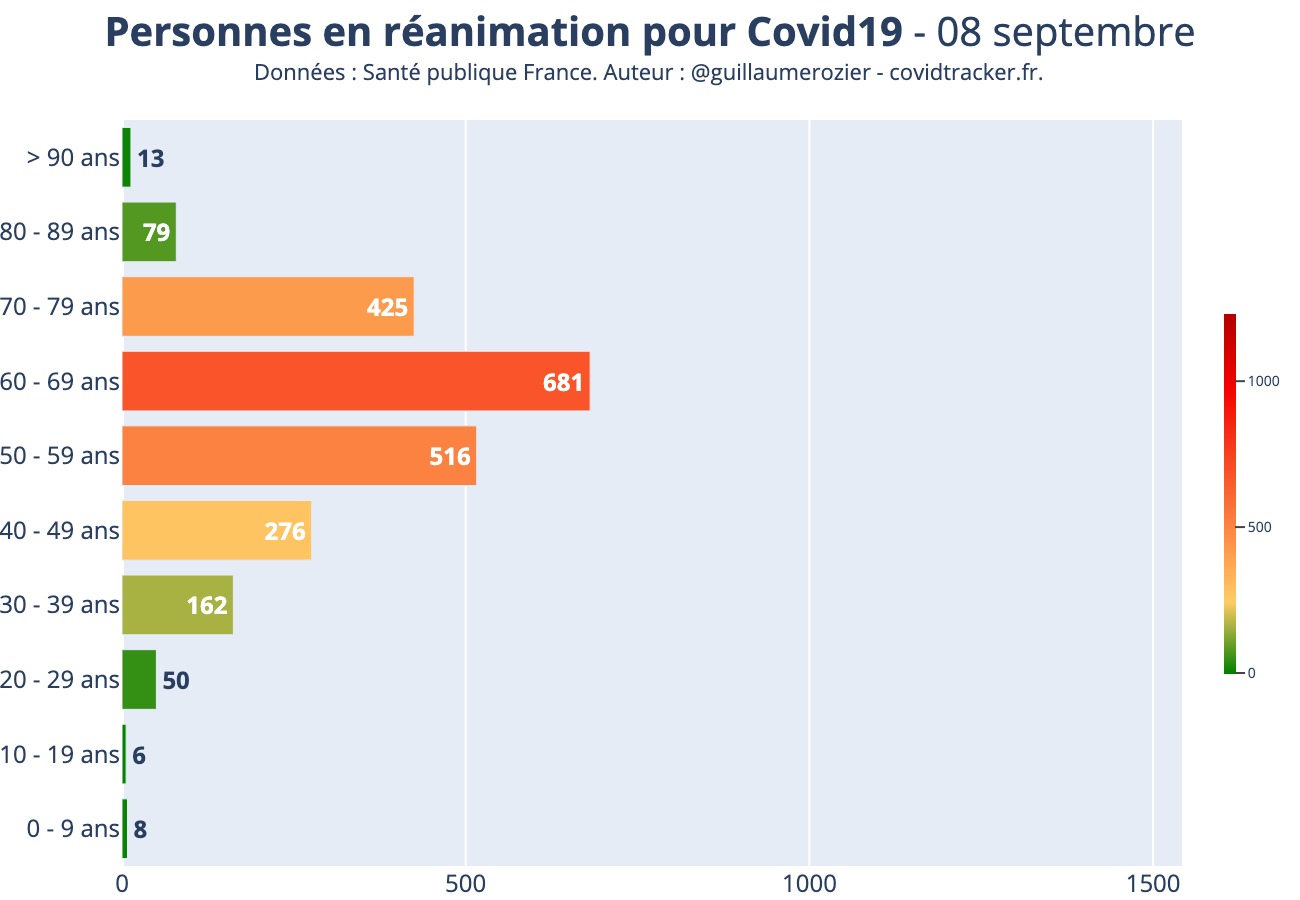 Personnes en réanimation pour Covid19 - 08 septembre
Données : Santé publique France. Auteur : @guillaumerozier - covidtracker.fr.
> 90 ans 13
80 - 89 ans 79
70 - 79 ans 425
60 - 69 ans 681
50 - 59 ans 516
40 - 49 ans 276
30 - 39 ans 162
20 - 29 ans 50
10 - 19 ans 6
0 - 9 ans 8
0 500 1000 1500
1000
500
0